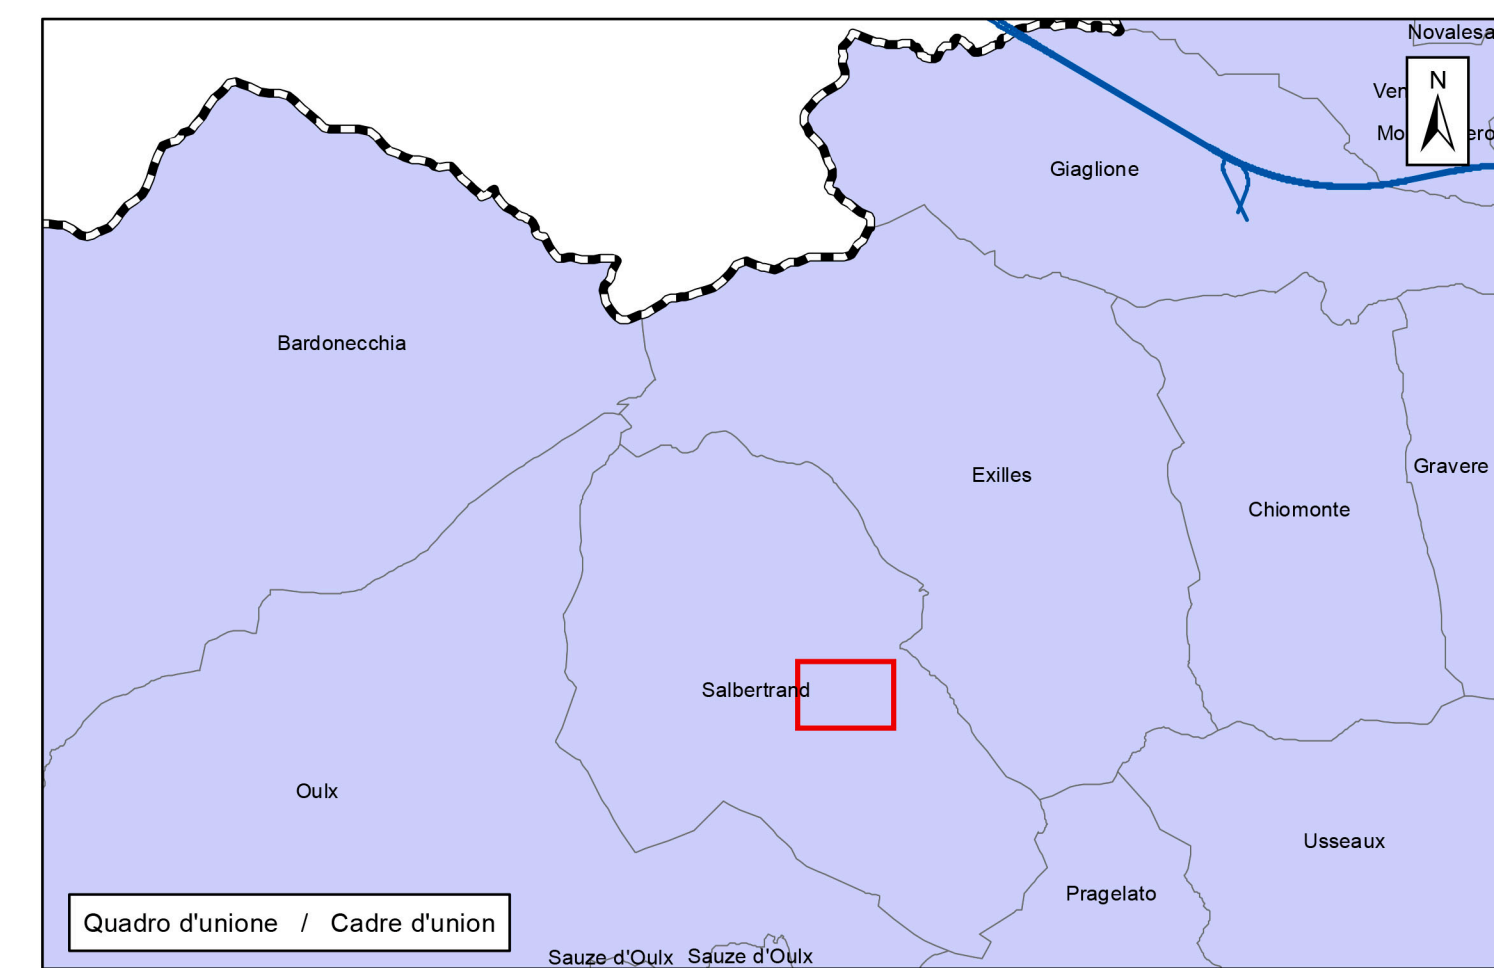 Novalesa
N
Giaglione
Bardonecchia
Gravere
Exilles
Chiomonte
Salbertrand
Oulx
Usseaux
Pragelato
Quadro d'unione / Cadre d'union
Sauze d'Oulx
Sauze d'Oulx